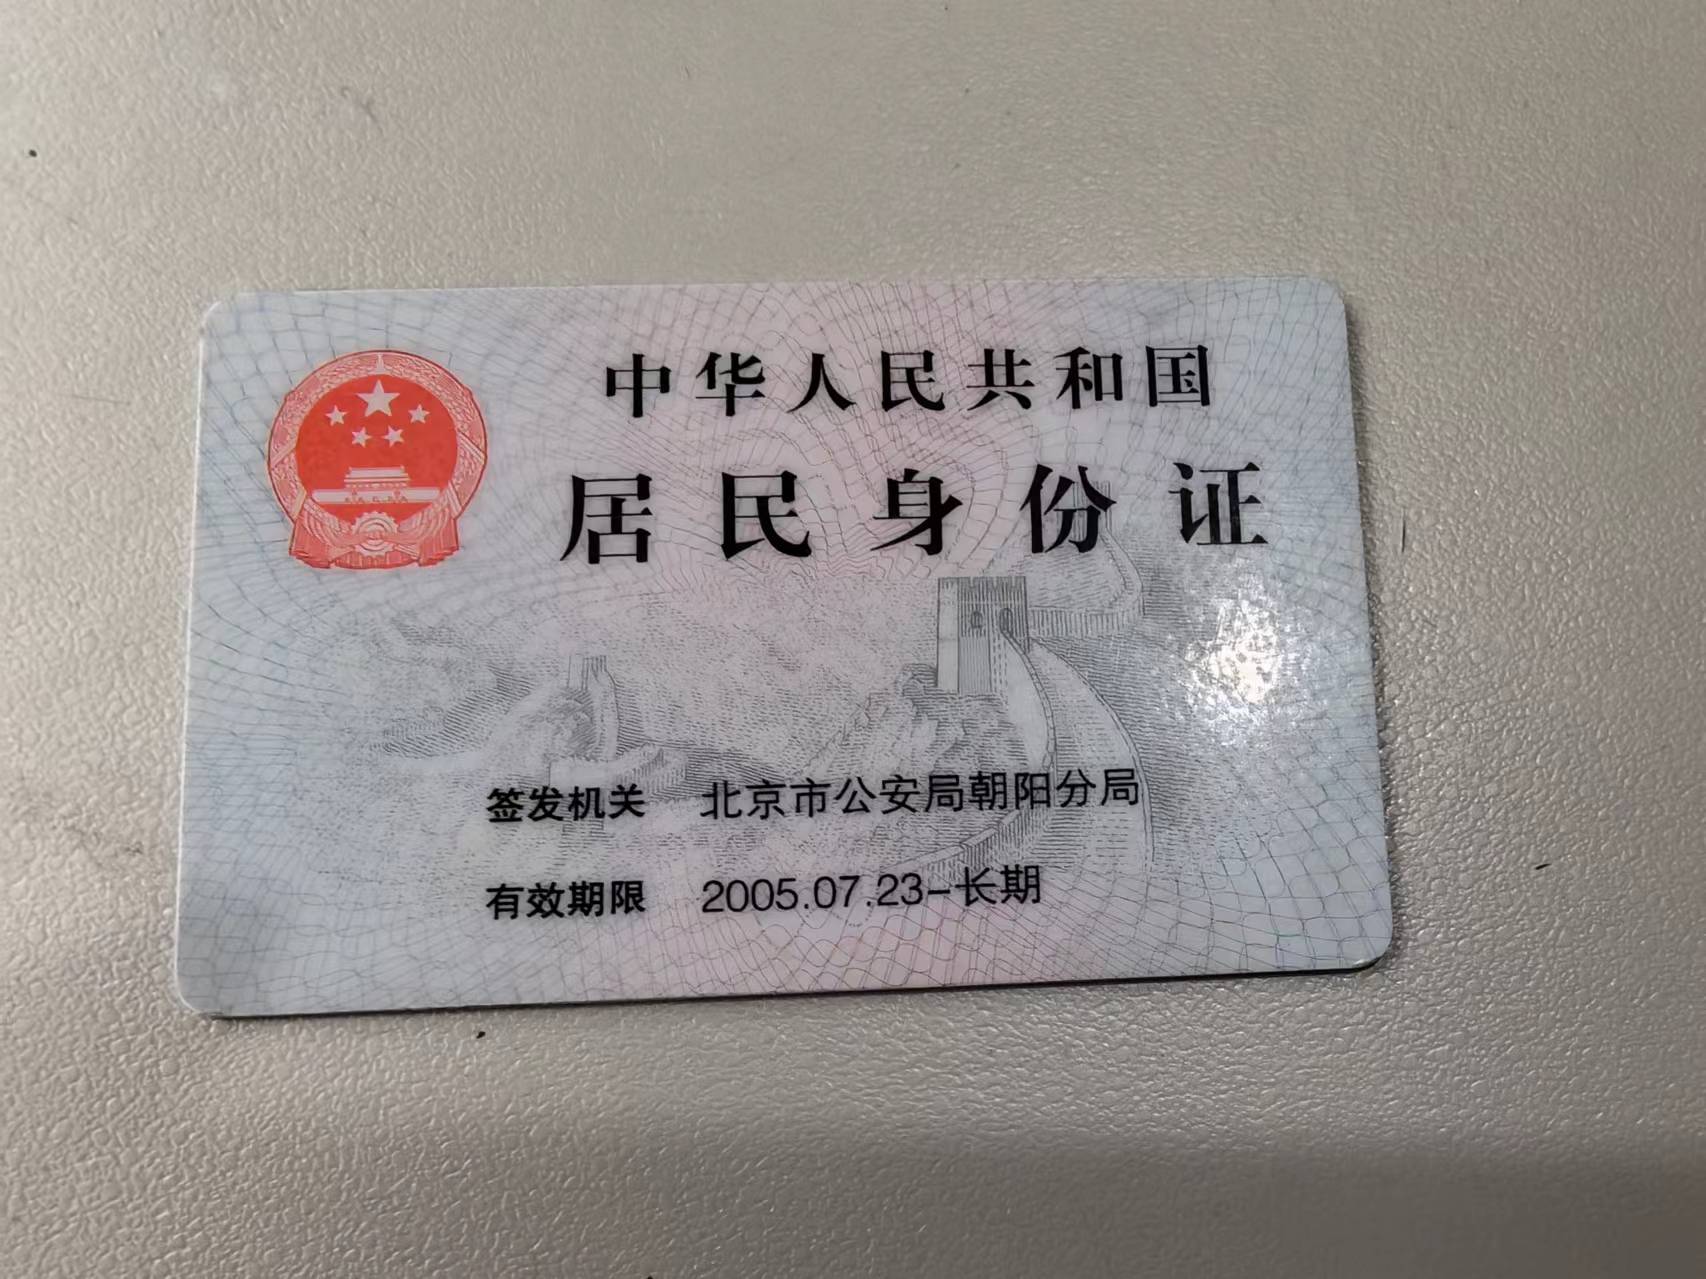 中华人民共和国
居民身份证
签发机关 北京市公安局朝阳分局
有效期限 2005.07.23-长期